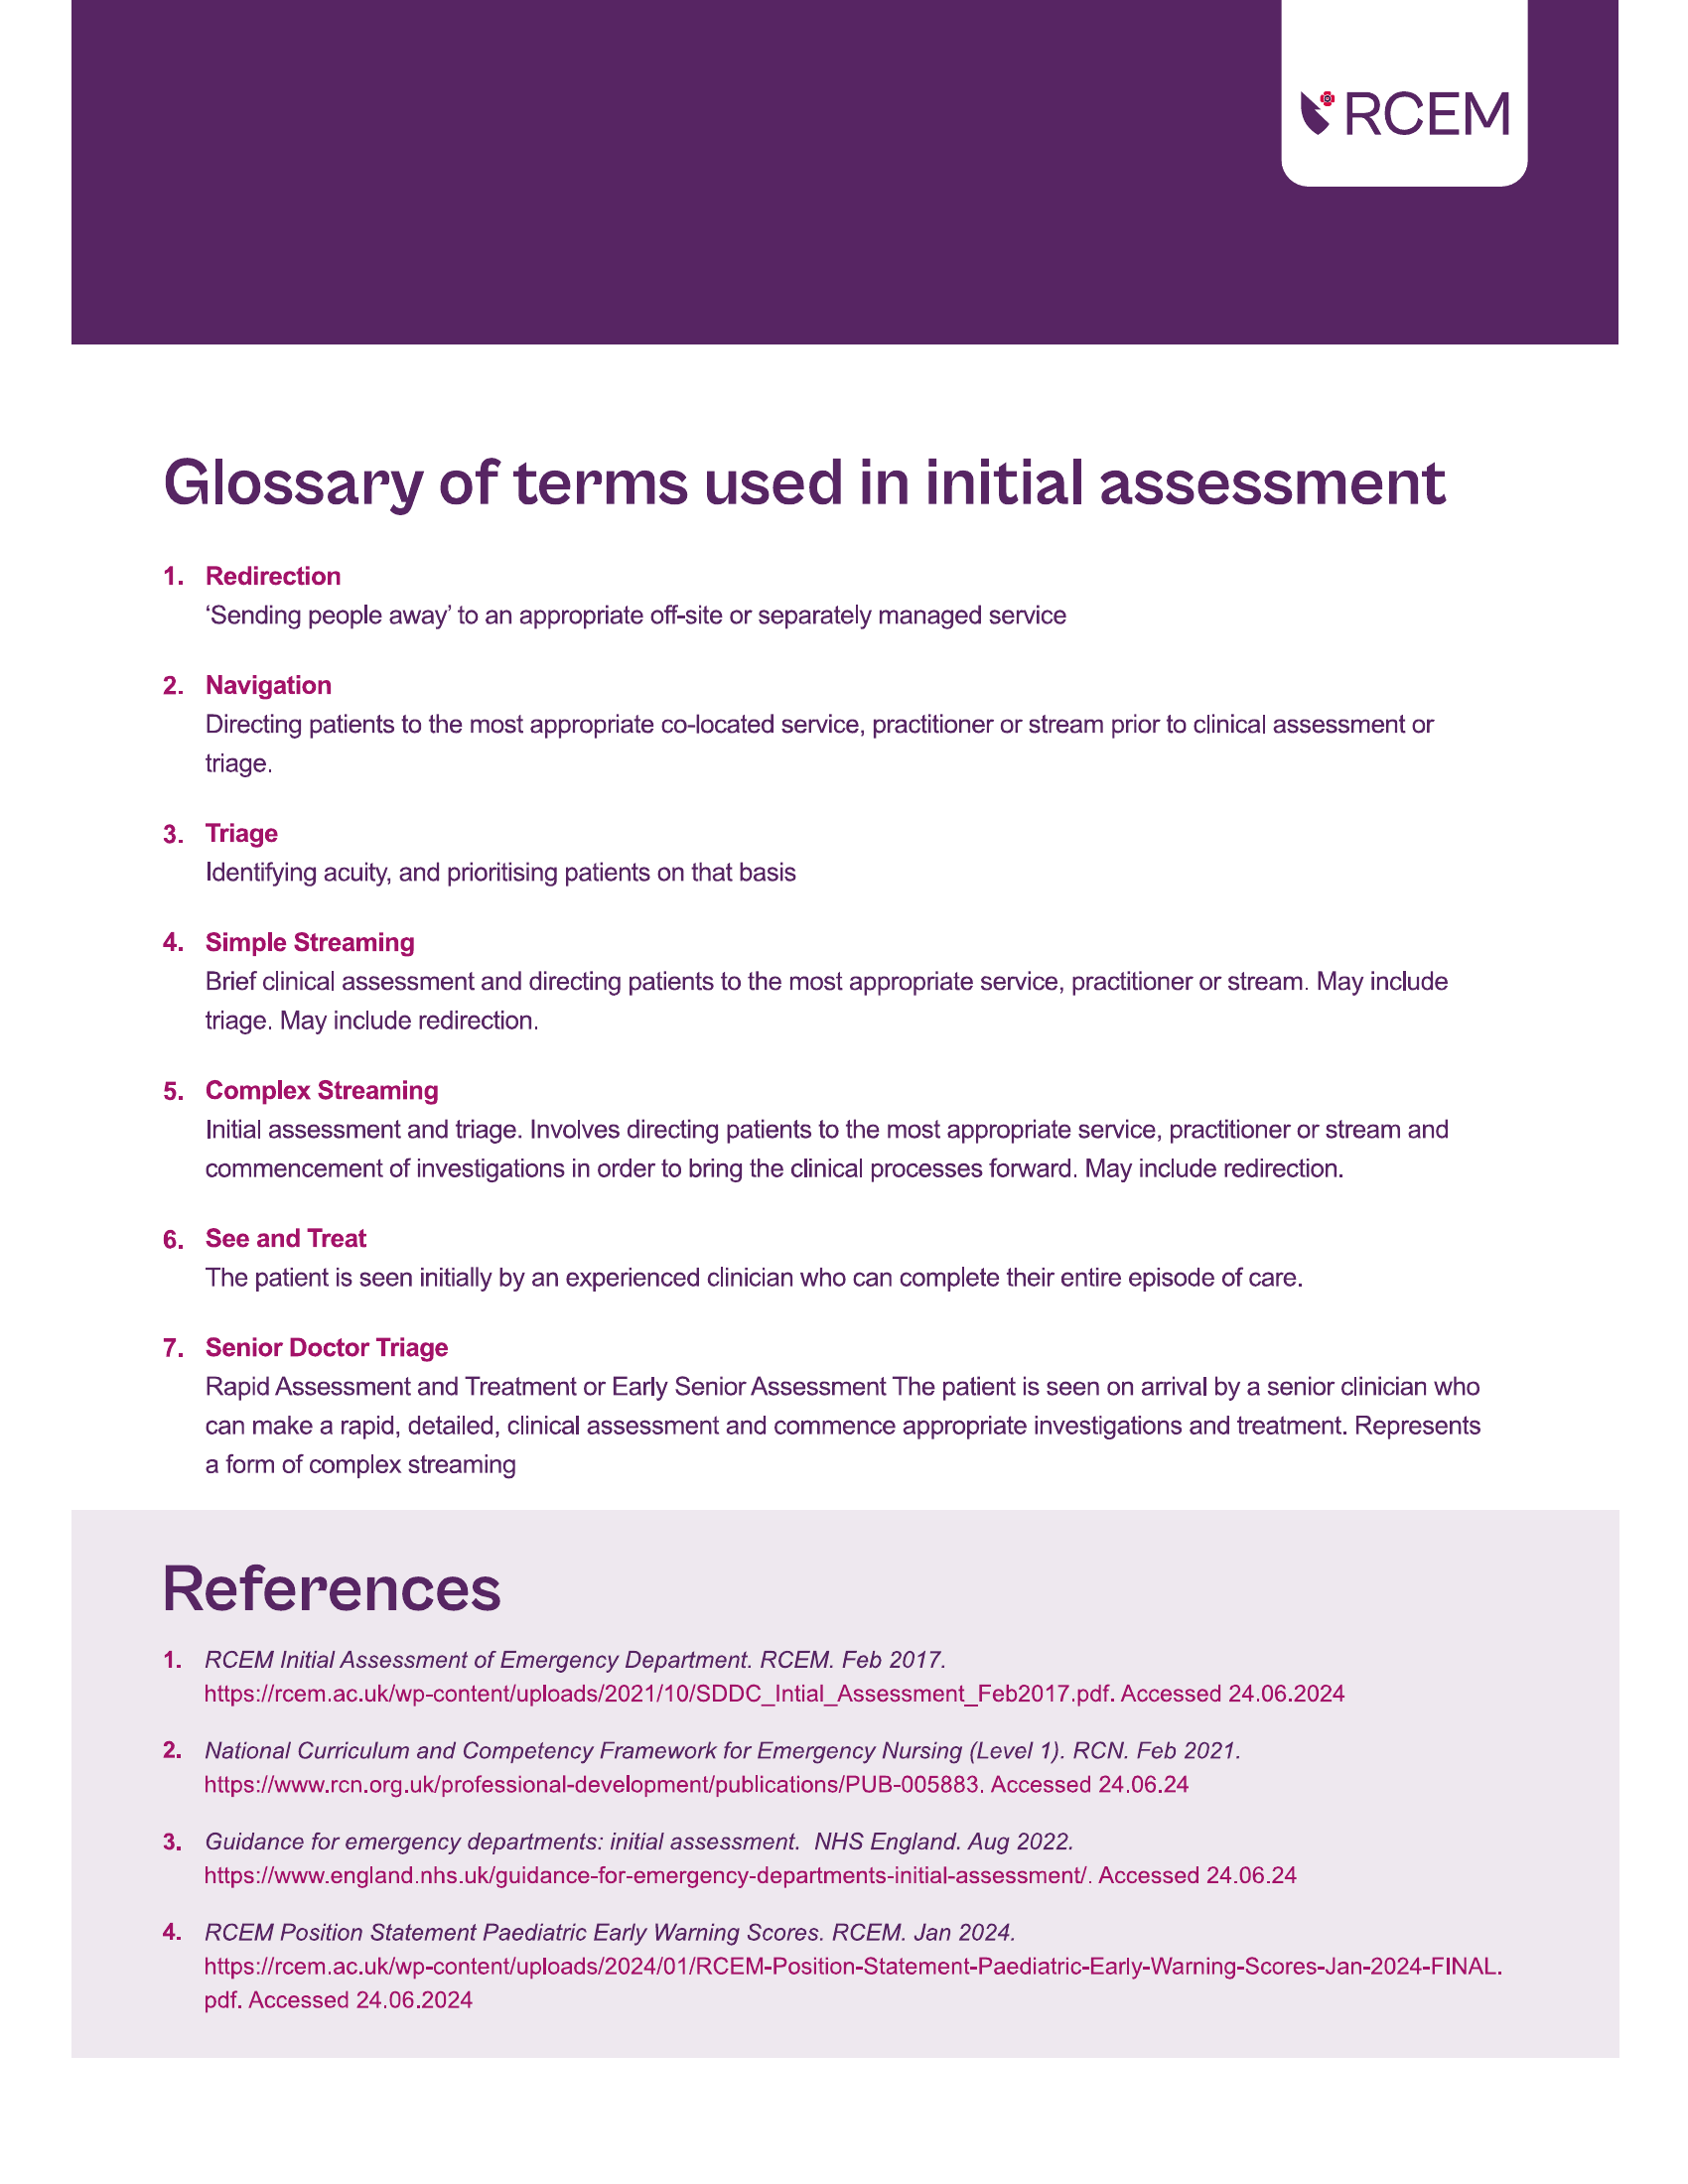 RCEM
Glossary of terms used in initial assessment
1. Redirection
‘Sending people away’ to an appropriate off-site or separately managed service
2. Navigation
Directing patients to the most appropriate co-located service, practitioner or stream prior to clinical assessment or
triage.
3. Triage
Identifying acuity, and prioritising patients on that basis
4. Simple Streaming
Brief clinical assessment and directing patients to the most appropriate service, practitioner or stream. May include
triage. May include redirection.
5. Complex Streaming
Initial assessment and triage. Involves directing patients to the most appropriate service, practitioner or stream and
commencement of investigations in order to bring the clinical processes forward. May include redirection.
6. See and Treat
The patient is seen initially by an experienced clinician who can complete their entire episode of care.
7. Senior Doctor Triage
Rapid Assessment and Treatment or Early Senior Assessment The patient is seen on arrival by a senior clinician who
can make a rapid, detailed, clinical assessment and commence appropriate investigations and treatment. Represents
a form of complex streaming
References
1. RCEM Initial Assessment of Emergency Department. RCEM. Feb 2017.
https://rcem.ac.uk/wp-content/uploads/2021/10/SDDC_Intial_Assessment_Feb2017.pdf. Accessed 24.06.2024
2. National Curriculum and Competency Framework for Emergency Nursing (Level 1). RCN. Feb 2021.
https://www.rcn.org.uk/professional-development/publications/PUB-005883. Accessed 24.06.24
3. Guidance for emergency departments: initial assessment.  NHS England. Aug 2022.
https://www.england.nhs.uk/guidance-for-emergency-departments-initial-assessment/. Accessed 24.06.24
4. RCEM Position Statement Paediatric Early Warning Scores. RCEM. Jan 2024.
https://rcem.ac.uk/wp-content/uploads/2024/01/RCEM-Position-Statement-Paediatric-Early-Warning-Scores-Jan-2024-FINAL.
pdf. Accessed 24.06.2024